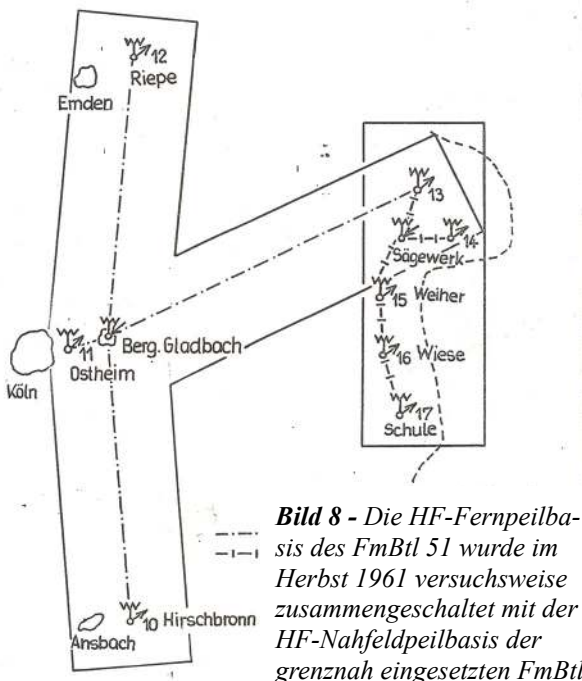 12
Riepe
Emden
13
14
Sägewerk
15 Weiher
11
Berg. Gladbach
Ostheim
Köln
16 Wiese
17
Schule
Bild 8 - Die HF-Fernpeilba-
sis des FmBtl 51 wurde im
Herbst 1961 versuchsweise
zusammengeschaltet mit der
HF-Nahfeldpeilbasis der
grenznah eingesetzten FmBtl
10 Hirschbronn
Ansbach